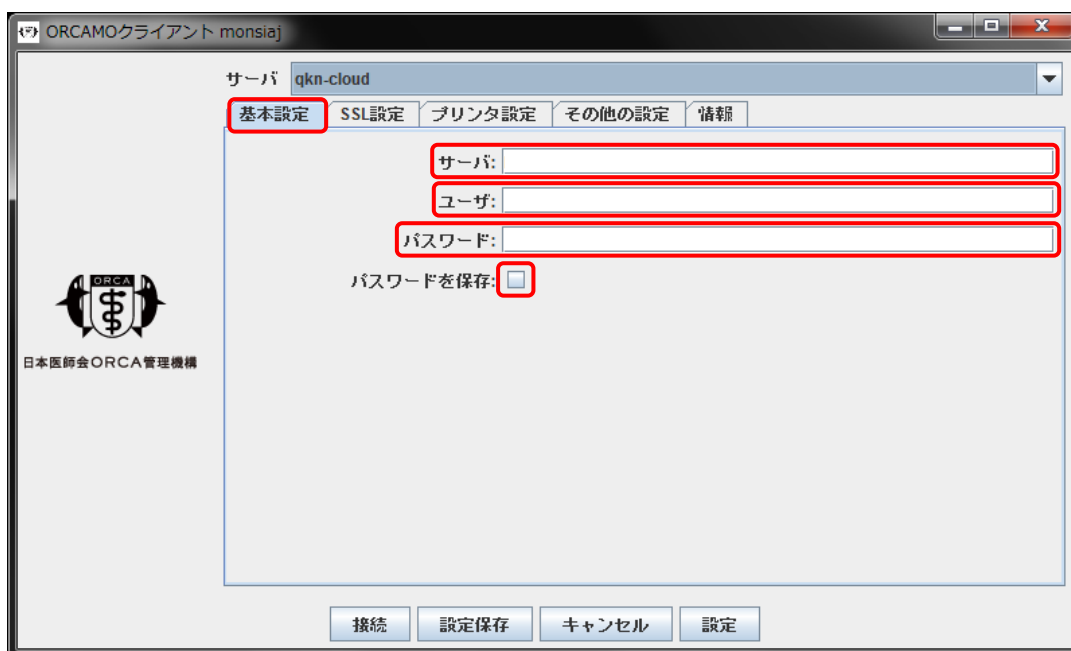 ORCAMOクライアント monsiaj
サーバ qkn-cloud
基本設定 SSL設定 プリンタ設定 その他の設定 情報
サーバ:
ユーザ:
パスワード:
パスワードを保存:
ORCA
日本医師会ORCA管理機構
接続 設定保存 キャンセル 設定